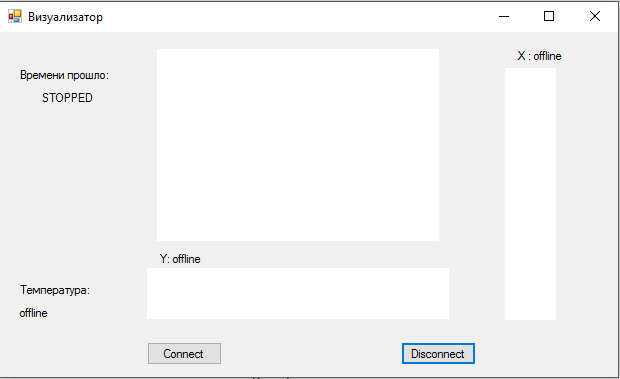 Визуализатор
X : offline
Времени прошло:
STOPPED
Y: offline
Температура:
offline
Connect
Disconnect